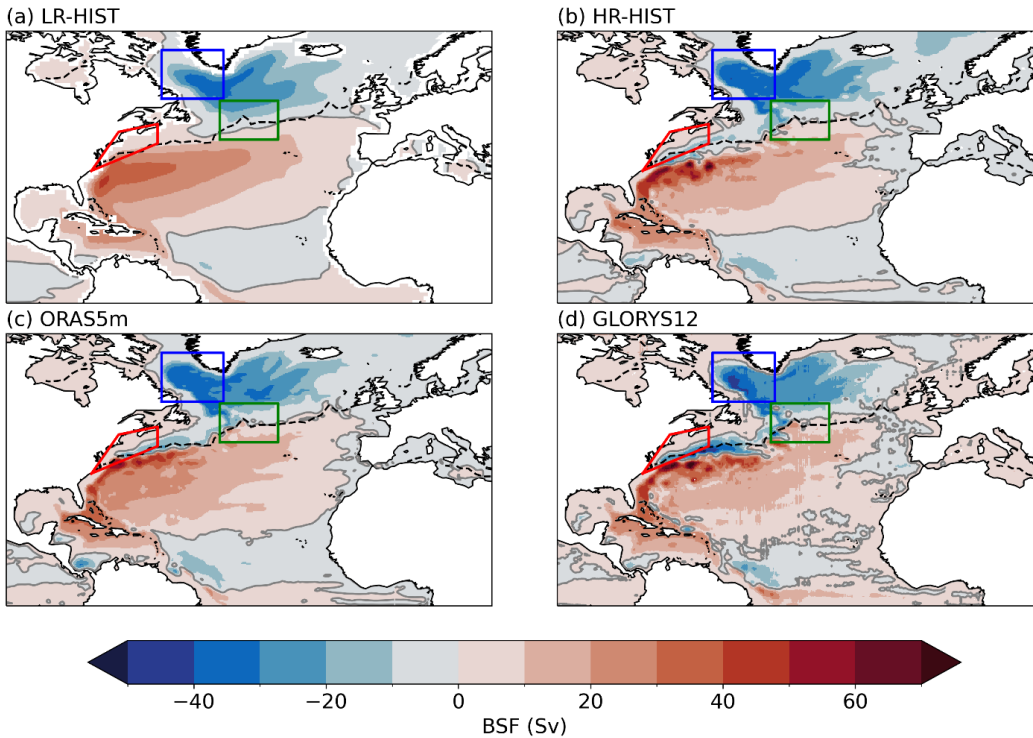 (a) LR-HIST
(b) HR-HIST
(c) ORAS5m
(d) GLORYS12
−40 −20 0 20 40 60
BSF (Sv)